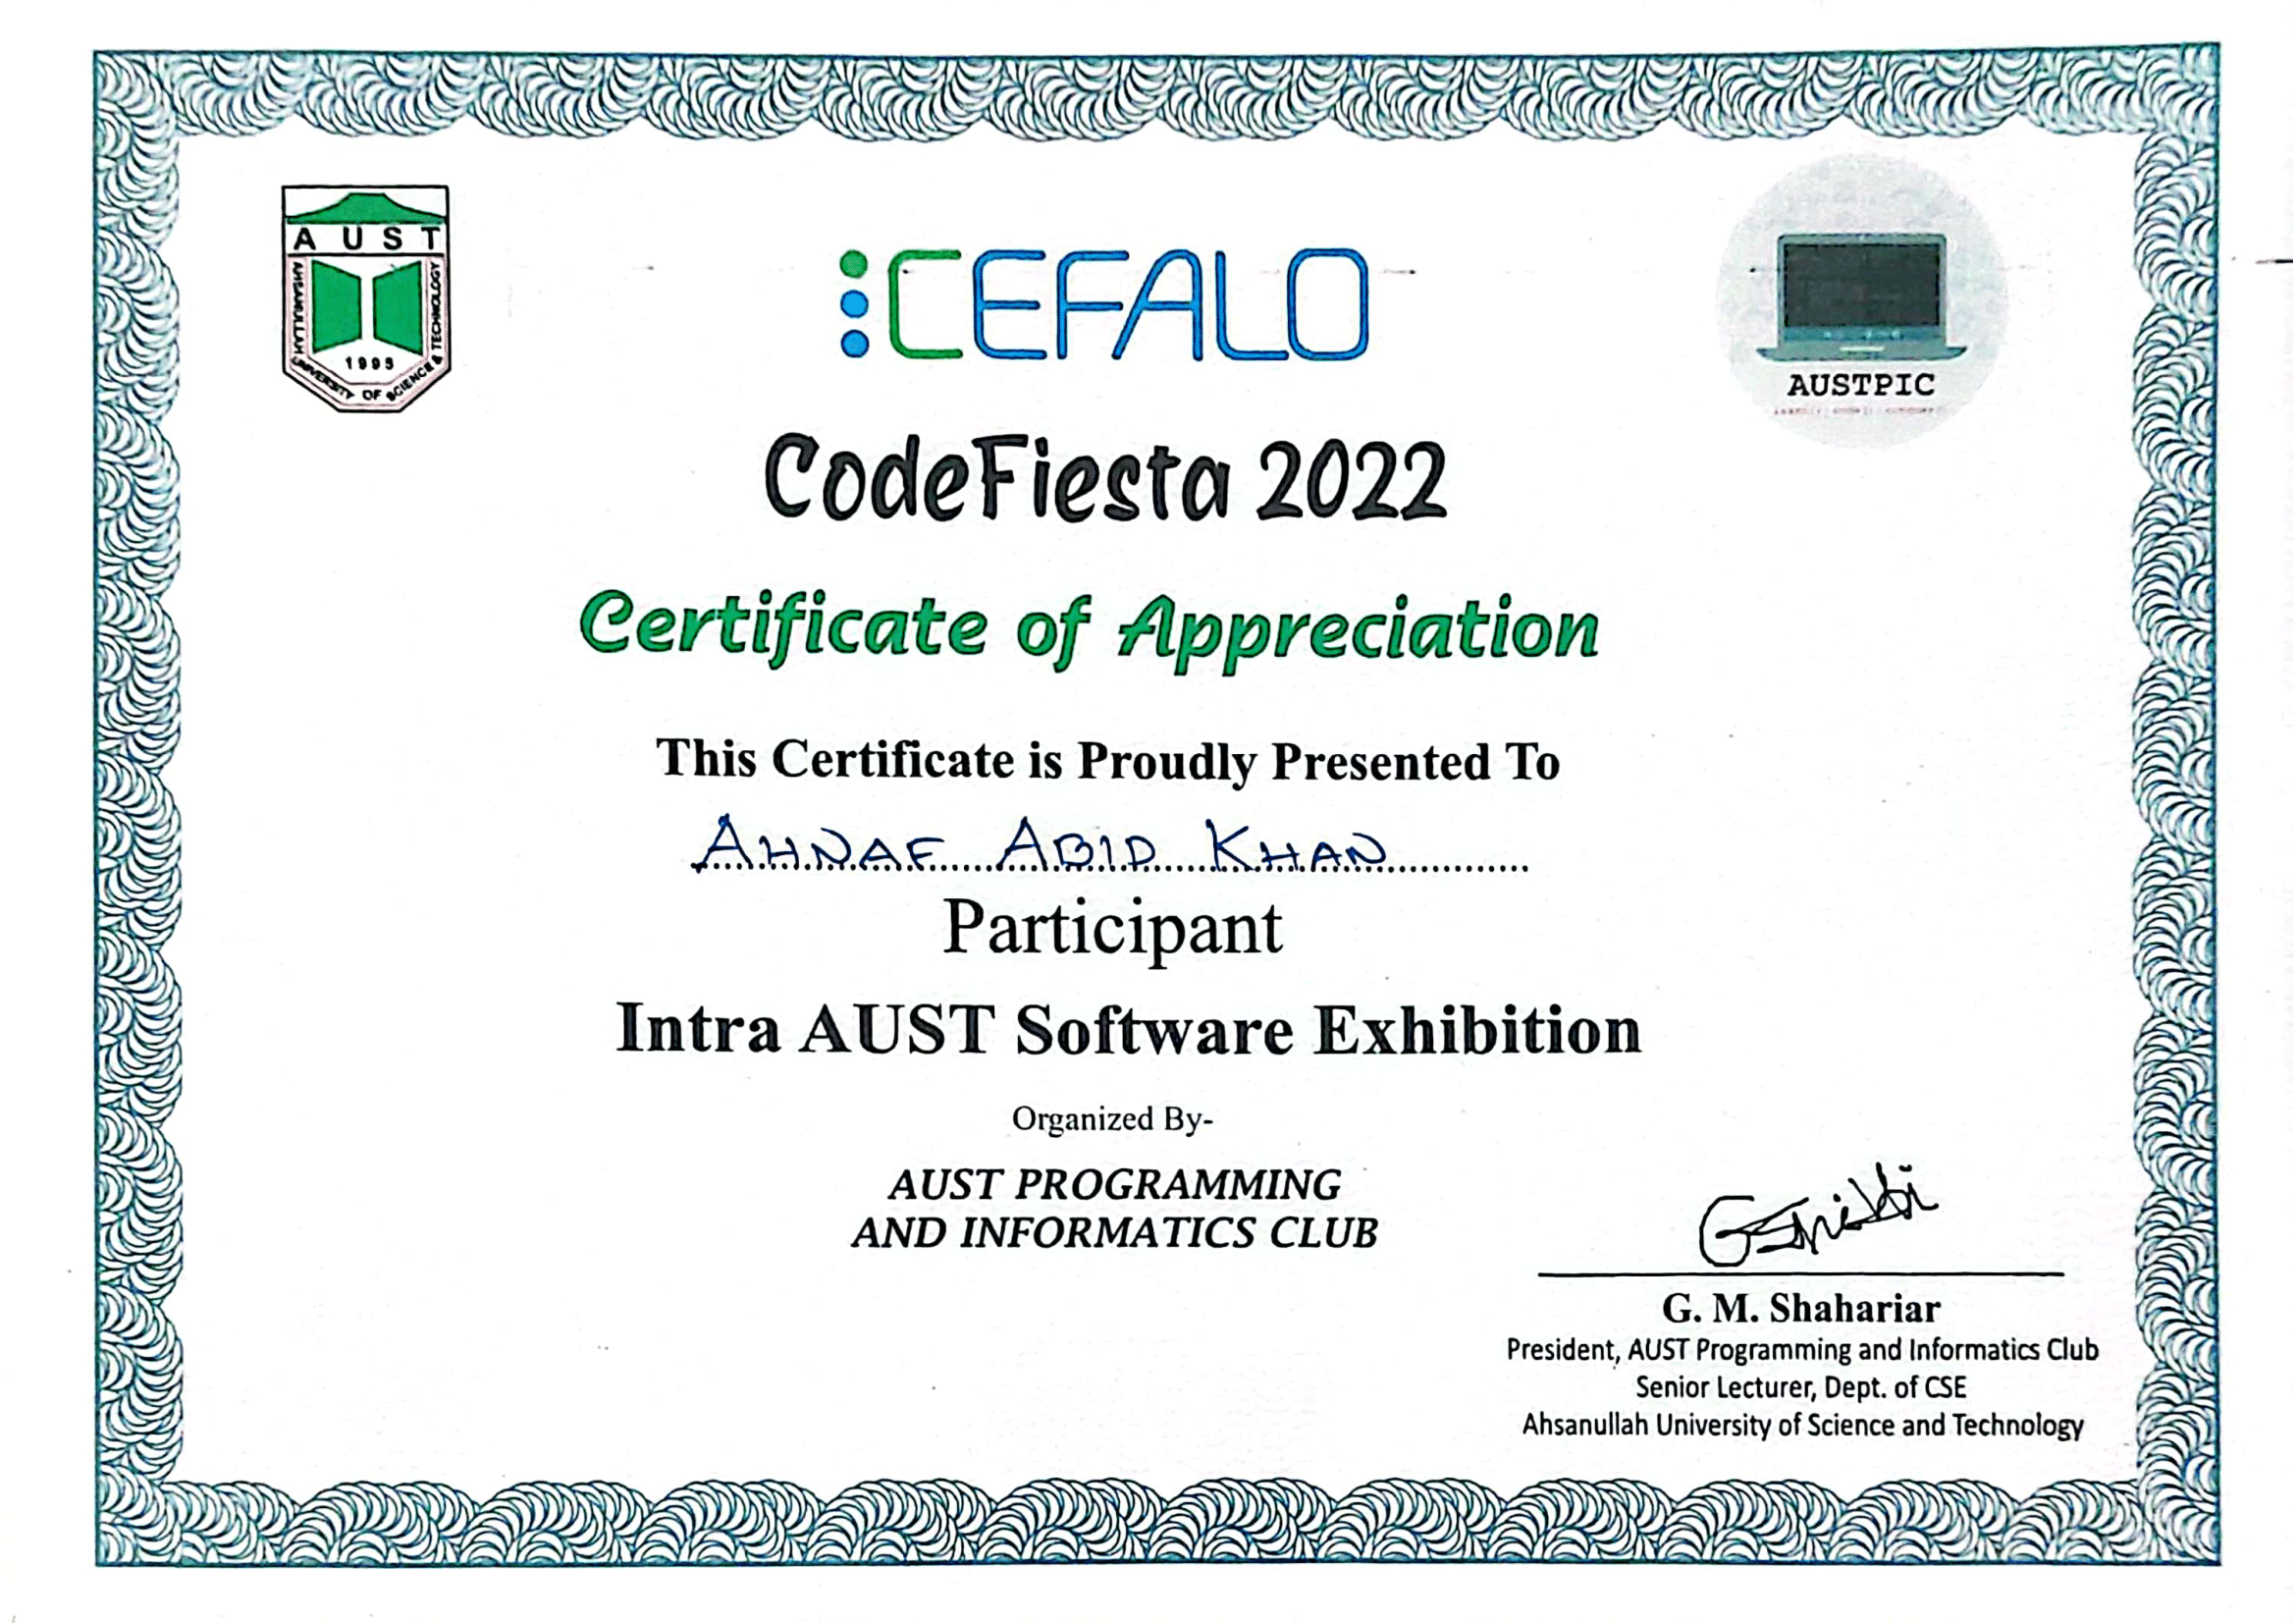 A U S T
AHSANULLAH UNIVERSITY OF SCIENCE & TECHNOLOGY
1995
CEFALO
AUSTPIC
CodeFiesta 2022
Certificate of Appreciation
This Certificate is Proudly Presented To
AHNAF ABID KHAN
Participant
Intra AUST Software Exhibition
Organized By-
AUST PROGRAMMING
AND INFORMATICS CLUB
G. M. Shahariar
President, AUST Programming and Informatics Club
Senior Lecturer, Dept. of CSE
Ahsanullah University of Science and Technology